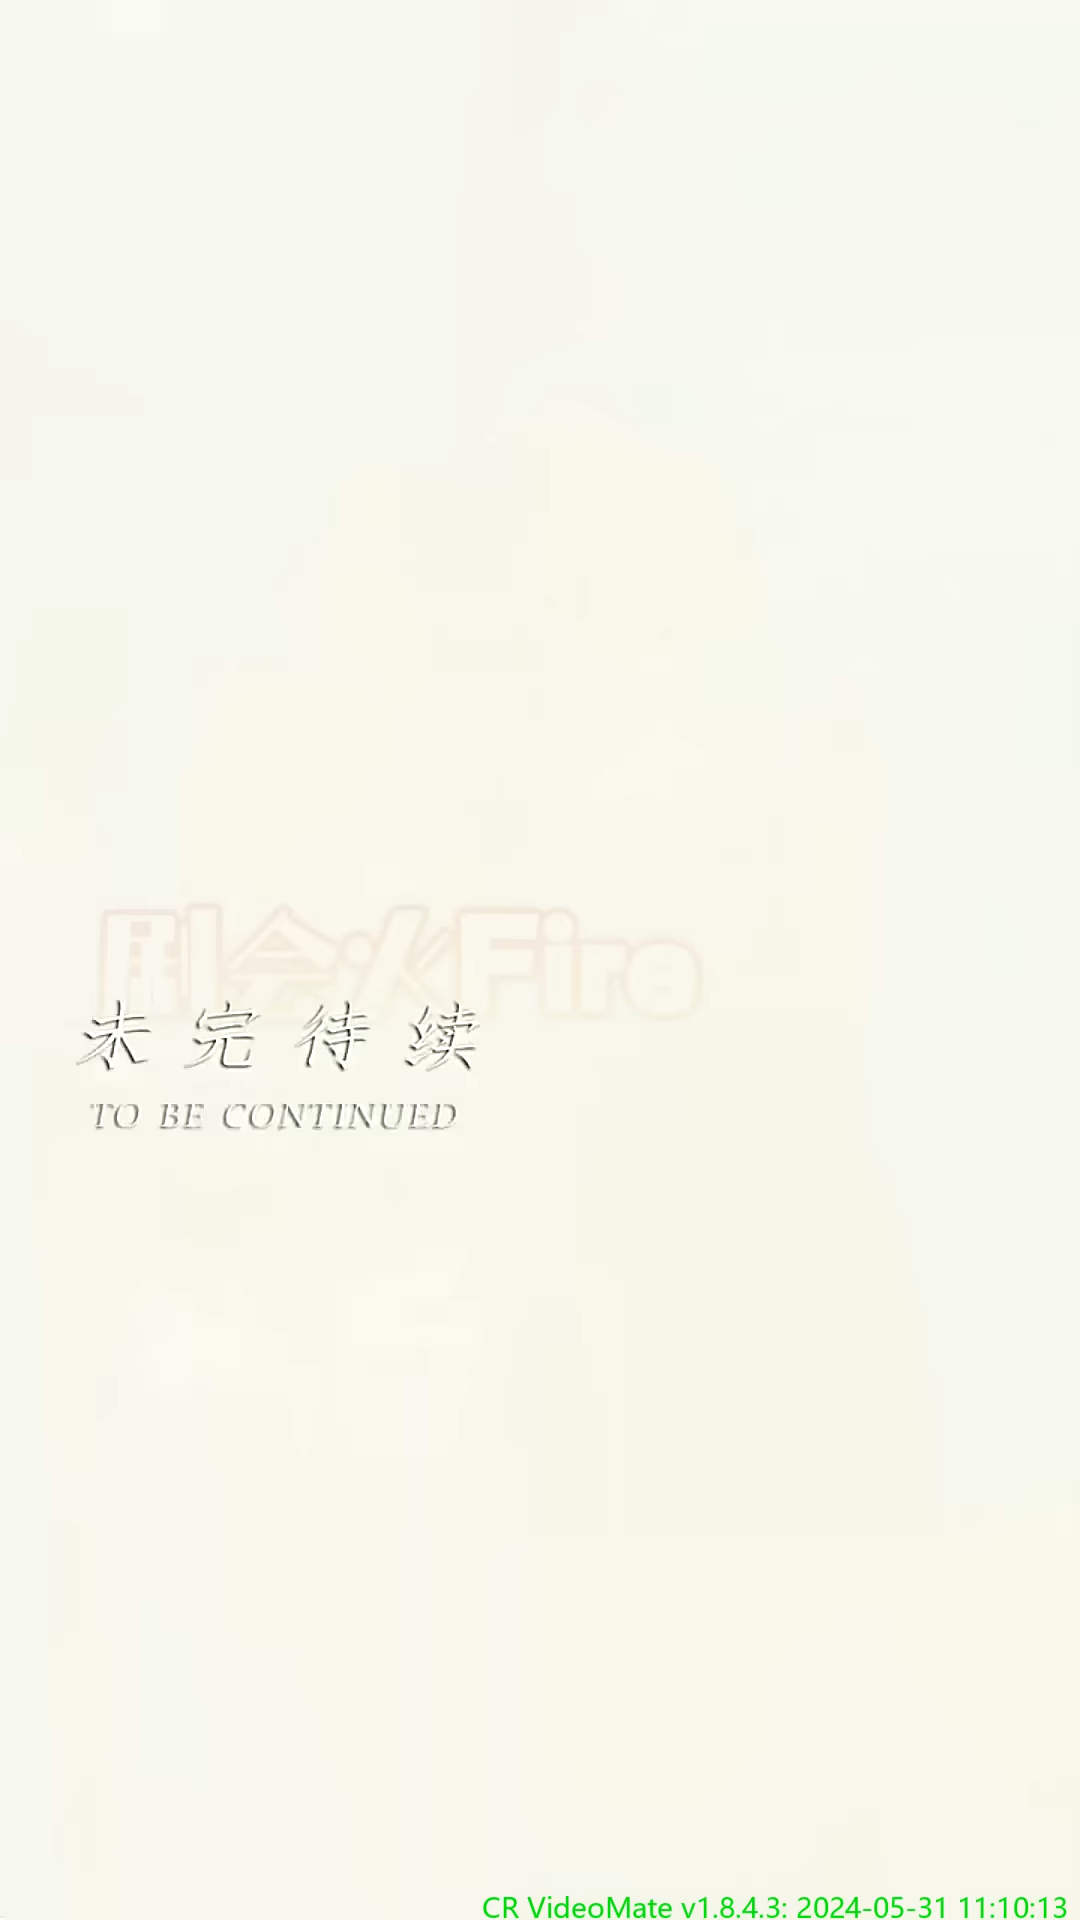 剧会火Fire
未完待续
TO BE CONTINUED
CR VideoMate v1.8.4.3: 2024-05-31 11:10:13